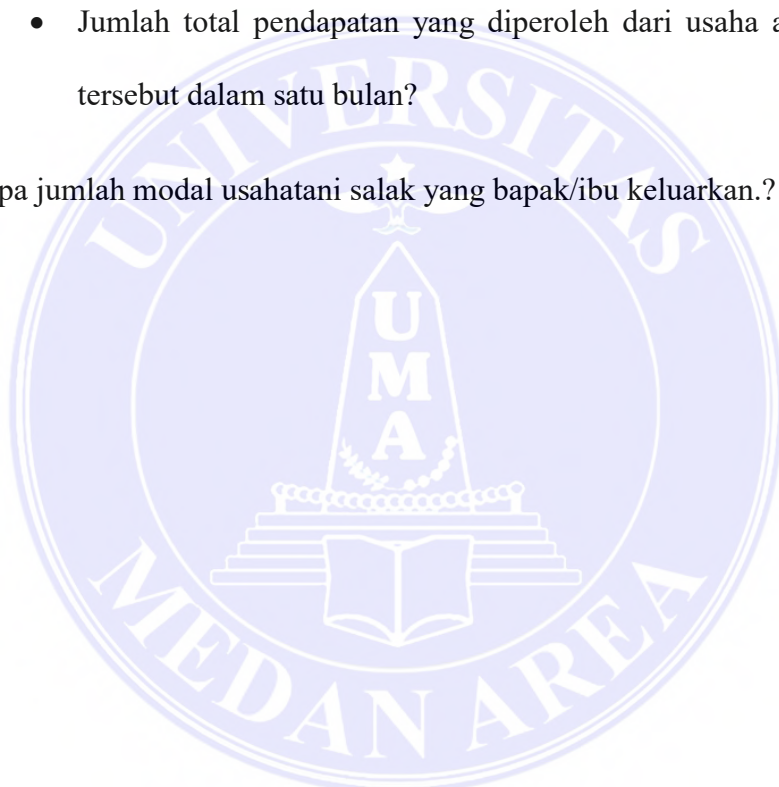 • Jumlah total pendapatan yang diperoleh dari usaha
tersebut dalam satu bulan?
jumlah modal usahatani salak yang bapak/ibu keluarkan.?
UNIVERSITAS
UMA
MEDAN AREA